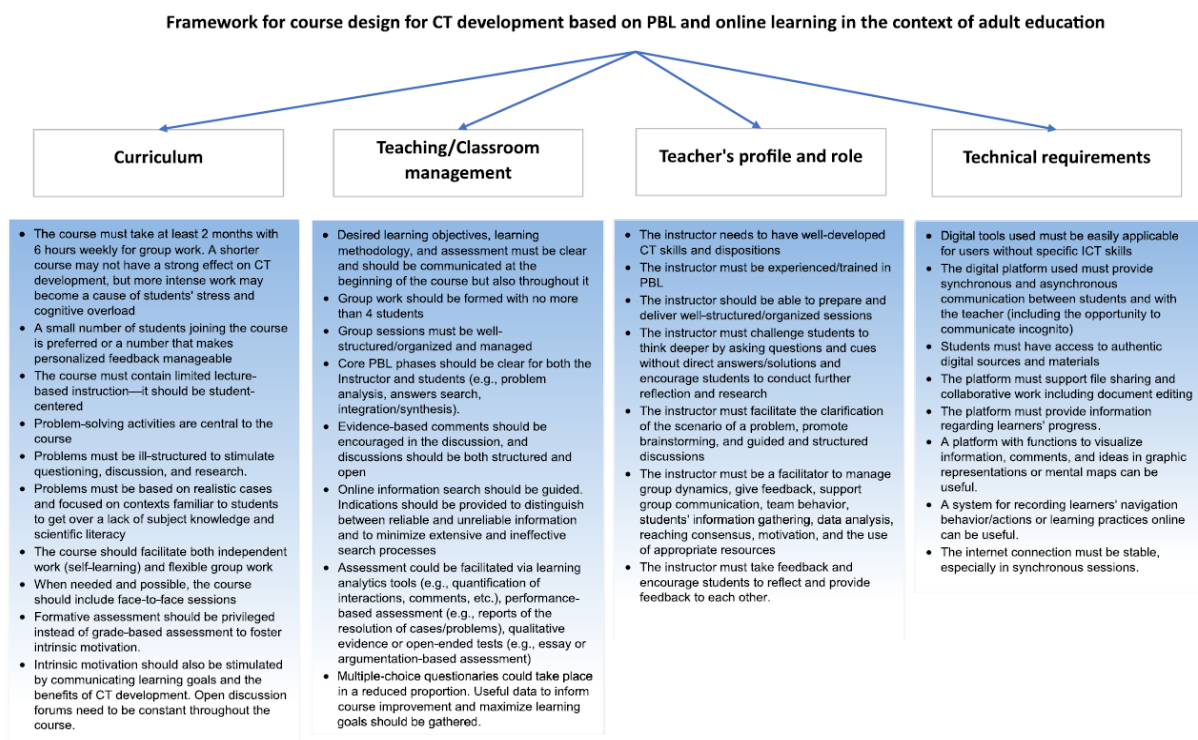 Framework for course design for CT development based on PBL and online learning in the context of adult education
Curriculum
The course must take at least 2 months with
6 hours weekly for group work. A shorter
course may not have a strong effect on CT
development, but more intense work may
become a cause of students' stress and
cognitive overload
A small number of students joining the course
is preferred or a number that makes
personalized feedback manageable
The course must contain limited lecture-
based instruction—it should be student-
centered
Problem-solving activities are central to the
course
Problems must be ill-structured to stimulate
questioning, discussion, and research.
Problems must be based on realistic cases
and focused on contexts familiar to students
to get over a lack of subject knowledge and
scientific literacy
The course should facilitate both independent
work (self-learning) and flexible group work
When needed and possible, the course
should include face-to-face sessions
Formative assessment should be privileged
instead of grade-based assessment to foster
intrinsic motivation.
Intrinsic motivation should also be stimulated
by communicating learning goals and the
benefits of CT development. Open discussion
forums need to be constant throughout the
course.
Teaching/Classroom
management
Desired learning objectives, learning
methodology, and assessment must be clear
and should be communicated at the
beginning of the course but also throughout it
Group work should be formed with no more
than 4 students
Group sessions must be well-
structured/organized and managed
Core PBL phases should be clear for both the
Instructor and students (e.g., problem
analysis, answers search,
integration/synthesis).
Evidence-based comments should be
encouraged in the discussion, and
discussions should be both structured and
open
Online information search should be guided.
Indications should be provided to distinguish
between reliable and unreliable information
and to minimize extensive and ineffective
search processes
Assessment could be facilitated via learning
analytics tools (e.g., quantification of
interactions, comments, etc.), performance-
based assessment (e.g., reports of the
resolution of cases/problems), qualitative
evidence or open-ended tests (e.g., essay or
argumentation-based assessment)
Multiple-choice questionaries could take place
in a reduced proportion. Useful data to inform
course improvement and maximize learning
goals should be gathered.
Teacher's profile and role
The instructor needs to have well-developed
CT skills and dispositions
The instructor must be experienced/trained in
PBL
The instructor should be able to prepare and
deliver well-structured/organized sessions
The instructor must challenge students to
think deeper by asking questions and cues
without direct answers/solutions and
encourage students to conduct further
reflection and research
The instructor must facilitate the clarification
of the scenario of a problem, promote
brainstorming, and guided and structured
discussions
The instructor must be a facilitator to manage
group dynamics, give feedback, support
group communication, team behavior,
students' information gathering, data analysis,
reaching consensus, motivation, and the use
of appropriate resources
The instructor must take feedback and
encourage students to reflect and provide
feedback to each other.
Technical requirements
Digital tools used must be easily applicable
for users without specific ICT skills
The digital platform used must provide
synchronous and asynchronous
communication between students and with
the teacher (including the opportunity to
communicate incognito)
Students must have access to authentic
digital sources and materials
The platform must support file sharing and
collaborative work including document editing
The platform must provide information
regarding learners' progress.
A platform with functions to visualize
information, comments, and ideas in graphic
representations or mental maps can be
useful.
A system for recording learners' navigation
behavior/actions or learning practices online
can be useful.
The internet connection must be stable,
especially in synchronous sessions.